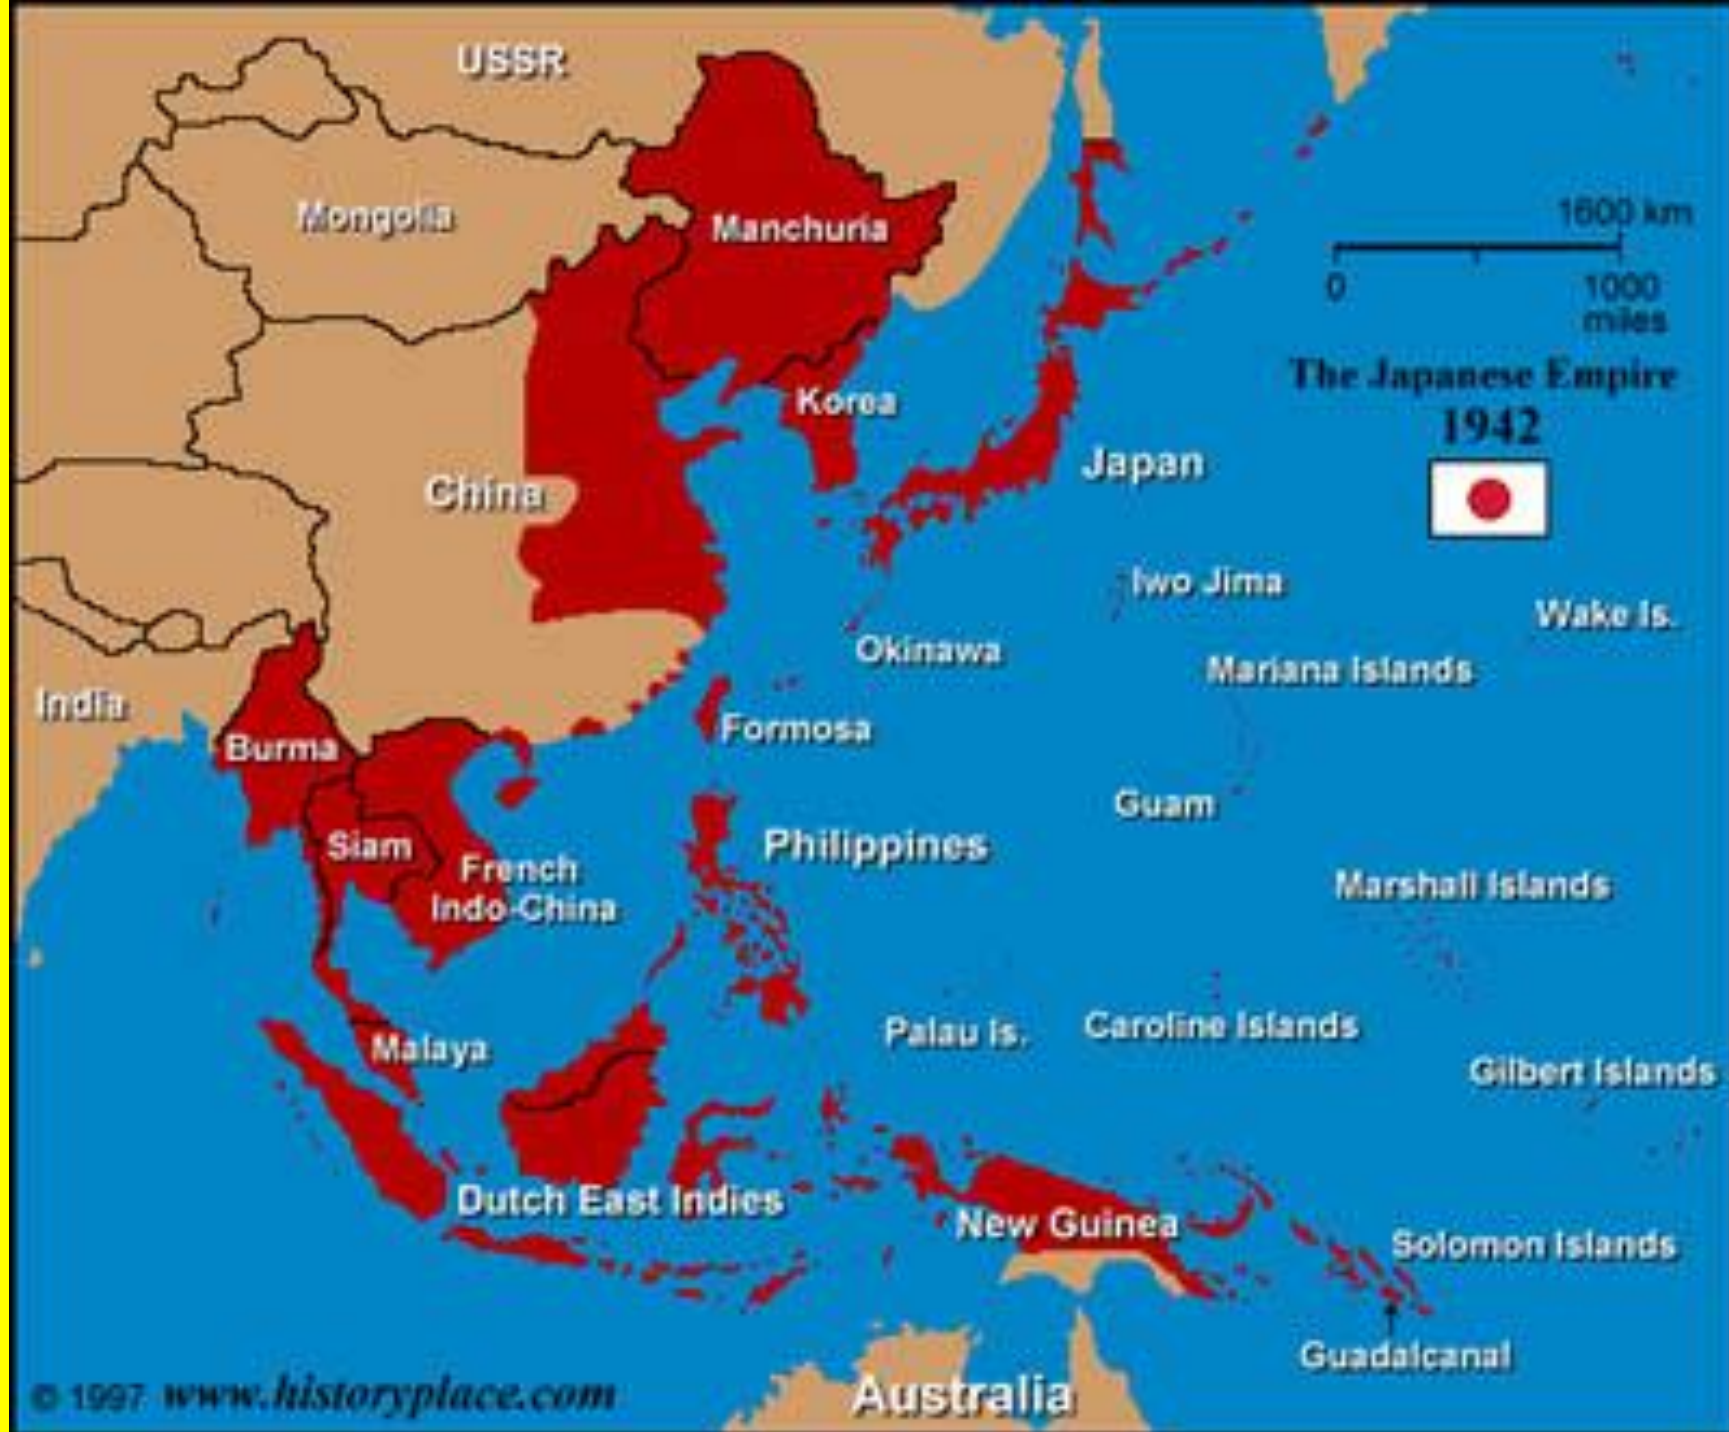 USSR
Mongolia
Manchuria
1600 km
0
1000
miles
The Japanese Empire
1942
Korea
Japan
China
Iwo Jima
Wake Is.
Okinawa
Mariana Islands
India
Formosa
Burma
Guam
Siam
Philippines
French
Indo-China
Marshall Islands
Palau Is.
Caroline Islands
Malaya
Gilbert Islands
Dutch East Indies
New Guinea
Solomon Islands
Guadalcanal
© 1997 www.historyplace.com
Australia